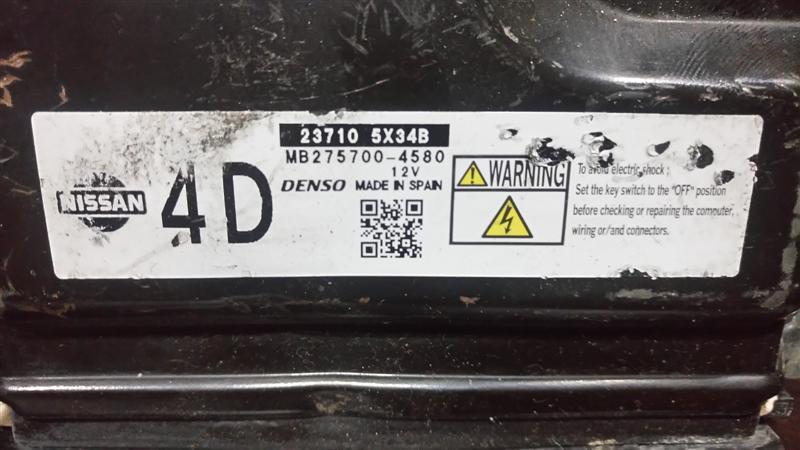 NISSAN
4D
23710 5X34B
MB275700-4580
12V
DENSO MADE IN SPAIN
WARNING
To avoid electric shock :
Set the key switch to the "OFF" position
before checking or repairing the computer,
wiring or/and connectors.